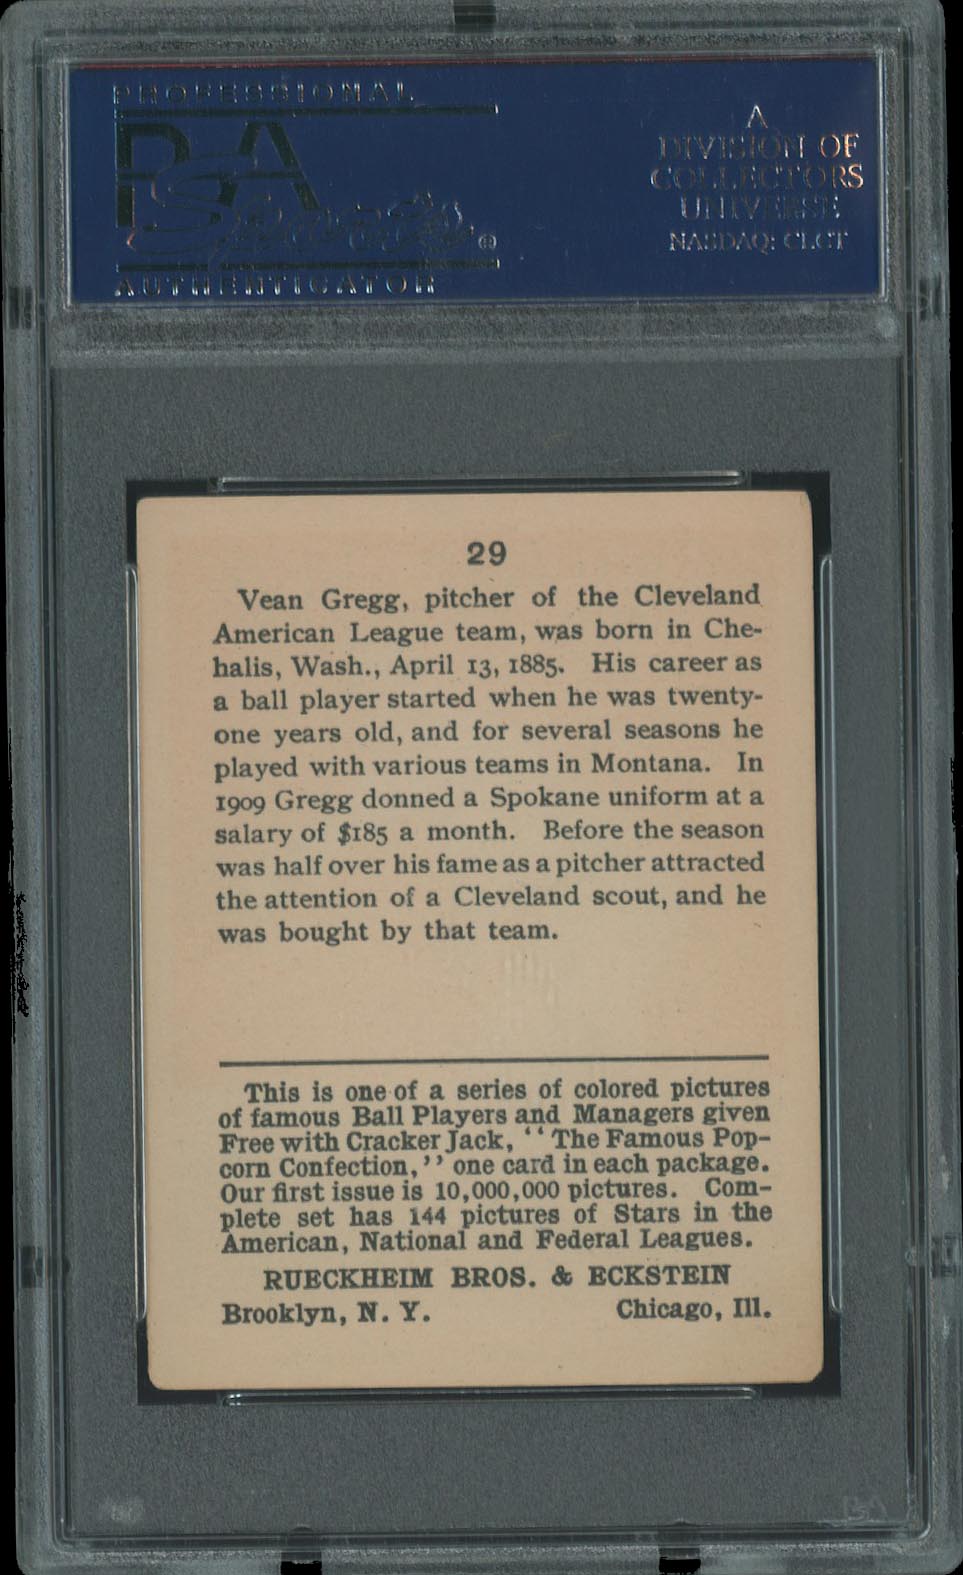 PROFESSIONAL
PSA
Sports
AUTHENTICATOR
A
DIVISION OF
COLLECTORS
UNIVERSE
NASDAQ: CLCT
29
Vean Gregg, pitcher of the Cleveland
American League team, was born in Che-
halis, Wash., April 13, 1885. His career as
a ball player started when he was twenty-
one years old, and for several seasons he
played with various teams in Montana. In
1909 Gregg donned a Spokane uniform at a
salary of $185 a month. Before the season
was half over his fame as a pitcher attracted
the attention of a Cleveland scout, and he
was bought by that team.
This is one of a series of colored pictures
of famous Ball Players and Managers given
Free with Cracker Jack, "The Famous Pop-
corn Confection," one card in each package.
Our first issue is 10,000,000 pictures. Com-
plete set has 144 pictures of Stars in the
American, National and Federal Leagues.
RUECKHEIM BROS. & ECKSTEIN
Brooklyn, N. Y. Chicago, Ill.
PSA